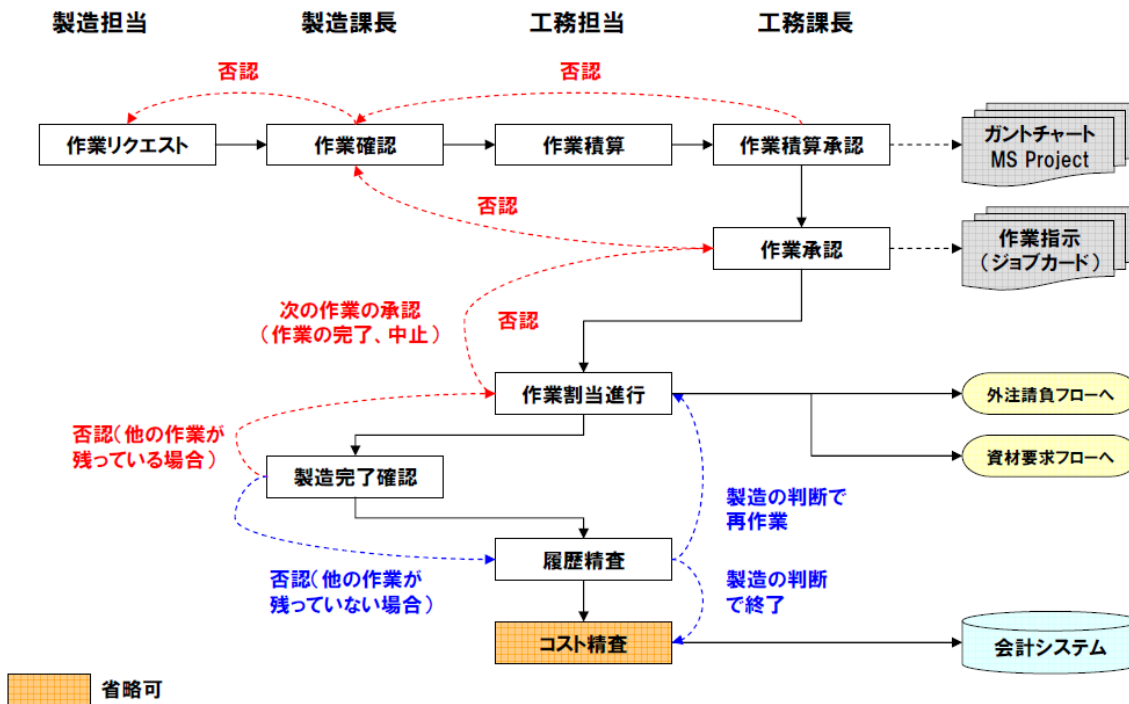 製造担当
製造課長
工務担当
工務課長
否認
否認
作業リクエスト
作業確認
作業積算
作業積算承認
ガントチャート
MS Project
否認
作業承認
作業指示
（ジョブカード）
次の作業の承認
（作業の完了、中止）
否認
作業割当進行
外注請負フローへ
否認（他の作業が
残っている場合）
資材要求フローへ
製造完了確認
製造の判断で
再作業
履歴精査
否認（他の作業が
残っていない場合）
製造の判断
で終了
コスト精査
会計システム
省略可